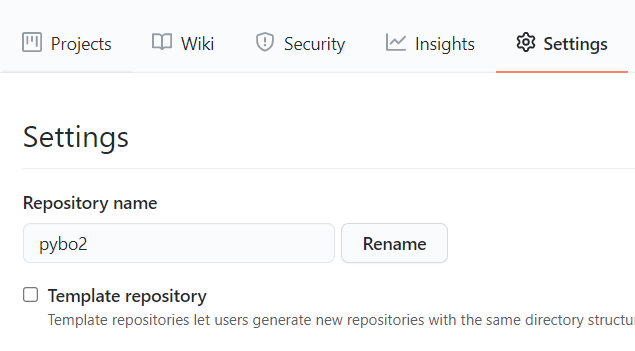 Projects Wiki Security Insights Settings
Settings
Repository name
pybo2 Rename
Template repository
Template repositories let users generate new repositories with the same directory